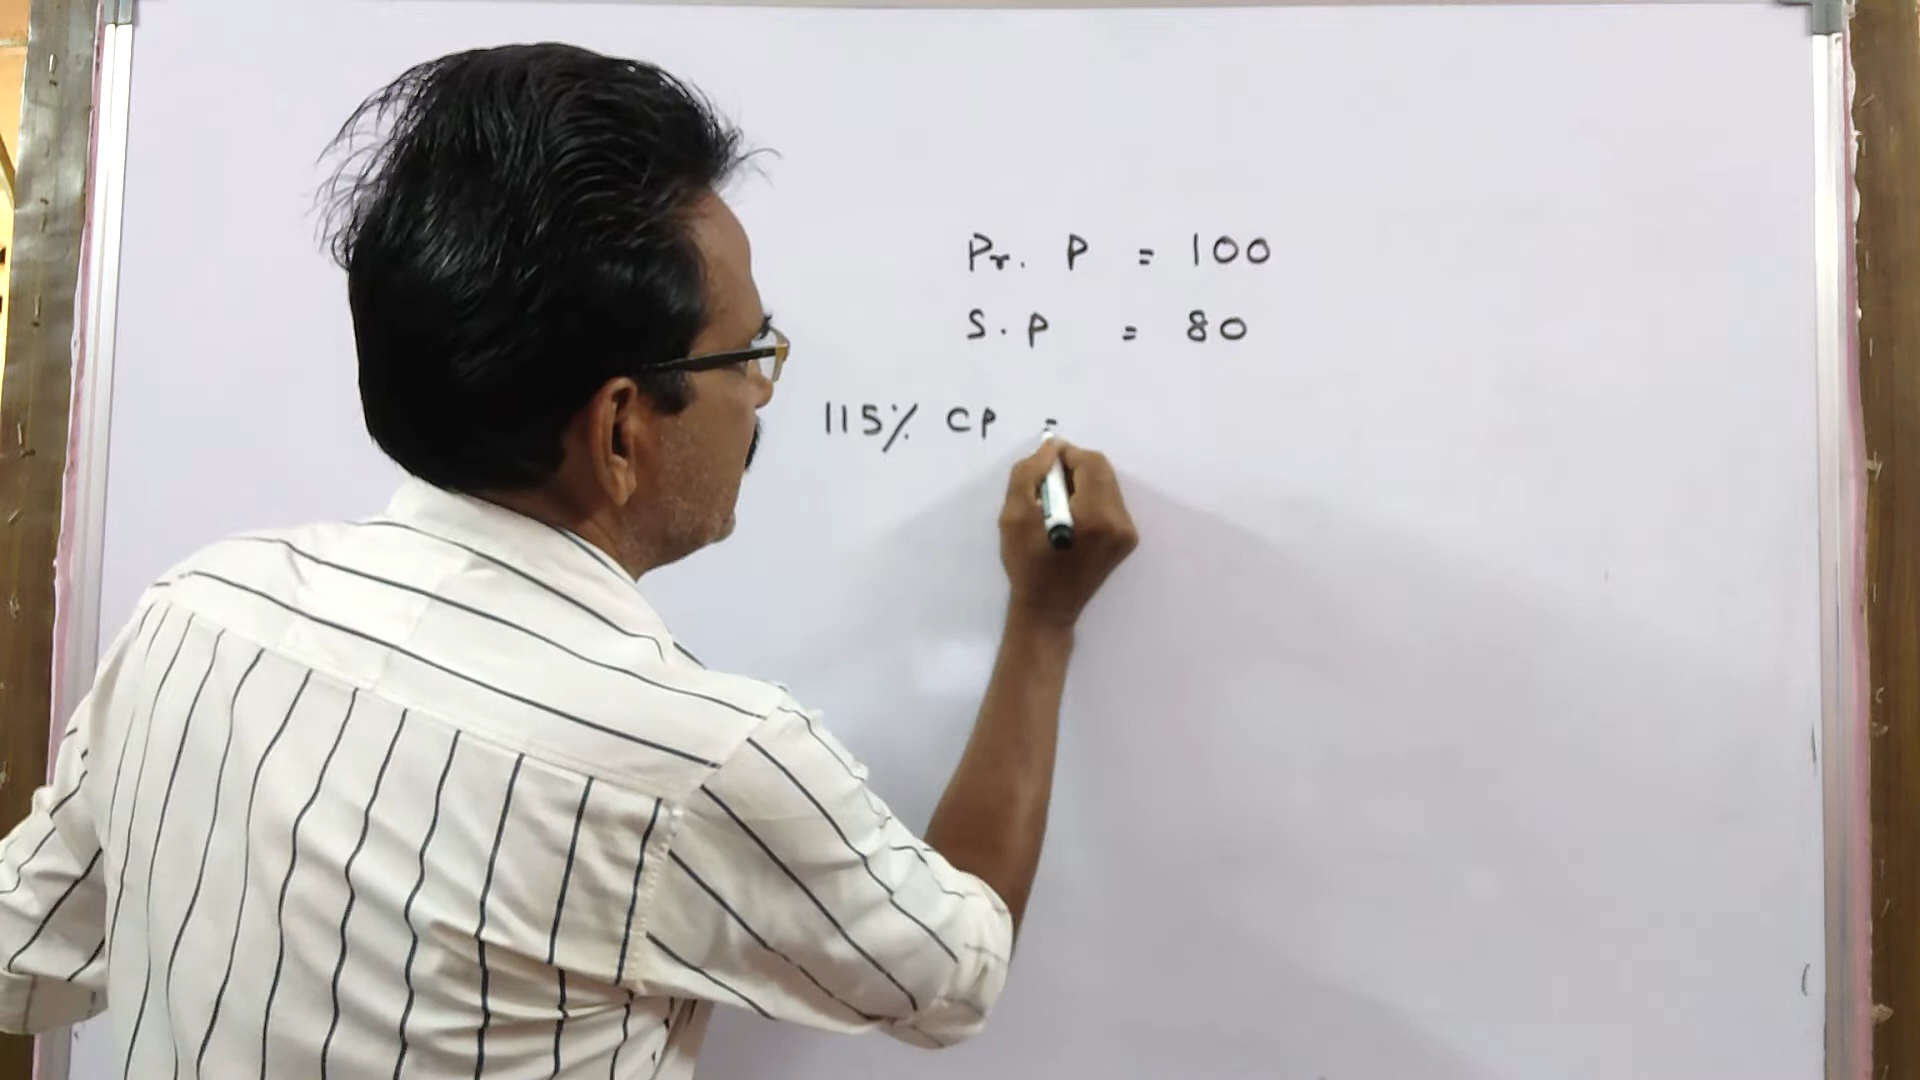 Pr. P = 100
S.P = 80
115% CP =